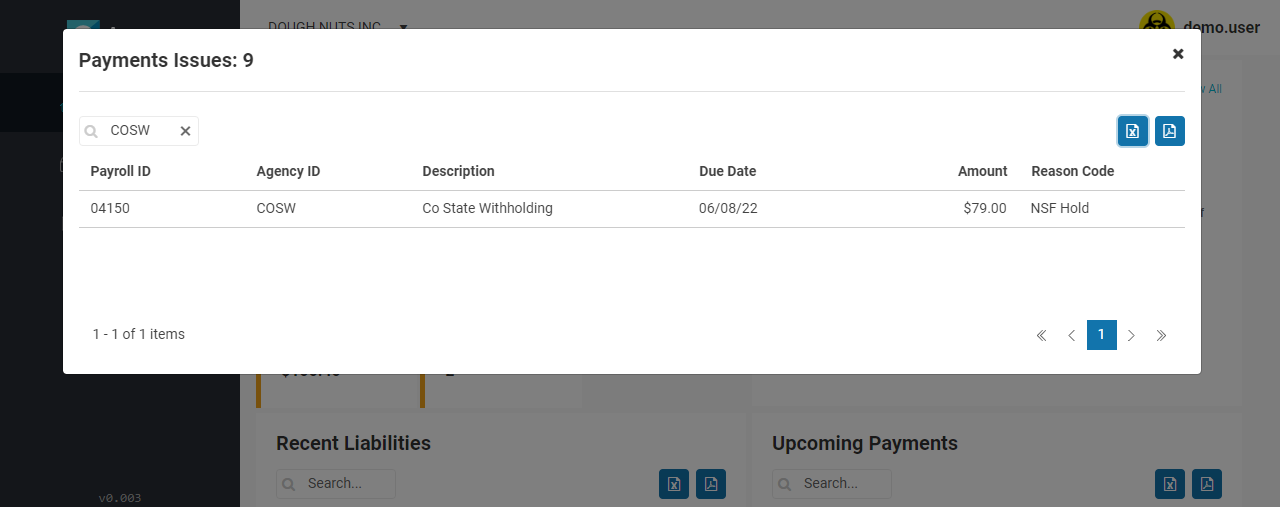 DOUGH NUTS INC
demo.user
Payments Issues: 9
All
COSW
Payroll ID Agency ID Description Due Date Amount Reason Code
04150 COSW Co State Withholding 06/08/22 $79.00 NSF Hold
1 - 1 of 1 items
1
Recent Liabilities
Upcoming Payments
Search...
Search...
v0.003